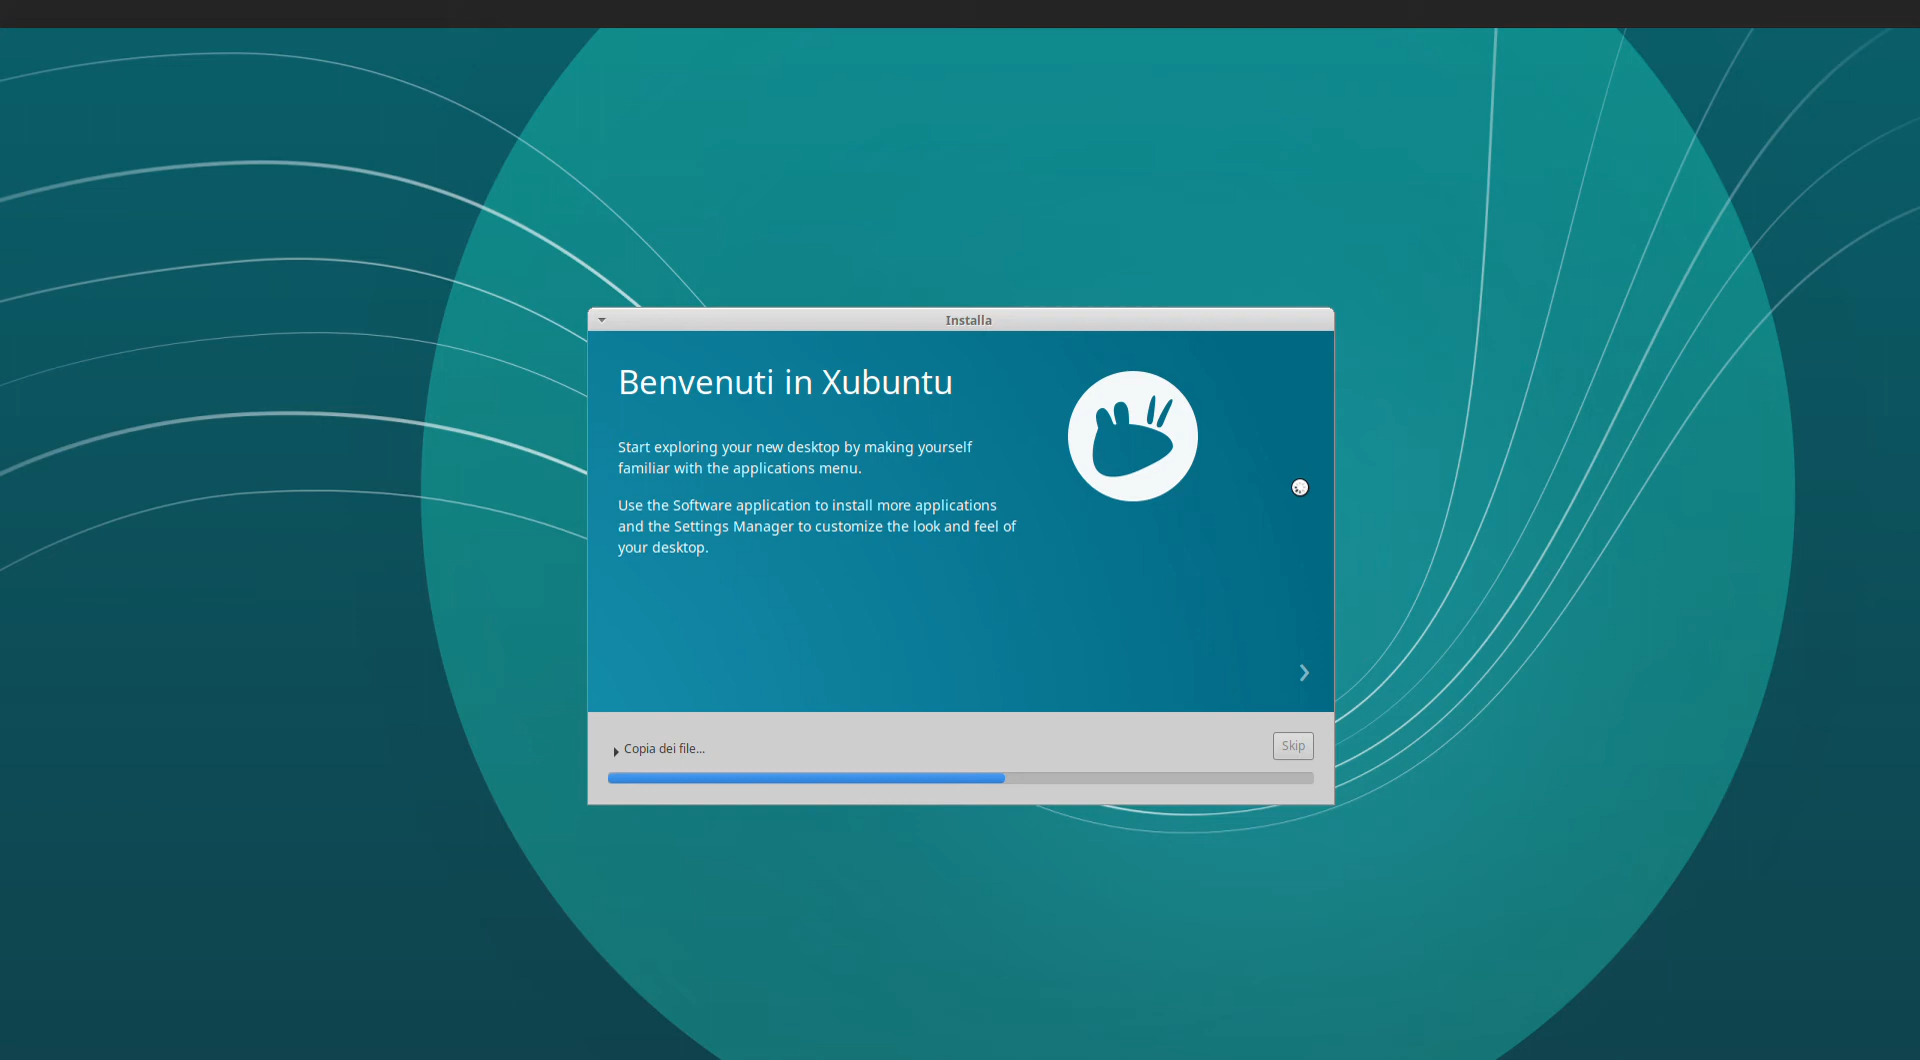 Installa
Benvenuti in Xubuntu
Start exploring your new desktop by making yourself
familiar with the applications menu.
Use the Software application to install more applications
and the Settings Manager to customize the look and feel of
your desktop.
Copia dei file...
Skip